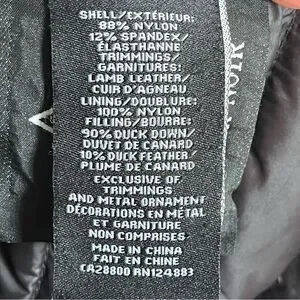 SHELL/EXTÉRIEUR:
88% NYLON
12% SPANDEX/
ÉLASTHANNE
TRIMMINGS/
GARNITURES:
LAMB LEATHER/
CUIR D'AGNEAU
LINING/DOUBLURE:
100% NYLON
FILLING/BOURRE:
90% DUCK DOWN/
DUVET DE CANARD
10% DUCK FEATHER/
PLUME DE CANARD
EXCLUSIVE OF
TRIMMINGS
AND METAL ORNAMENT
DÉCORATIONS EN MÉTAL
ET GARNITURE
NON COMPRISES
MADE IN CHINA
FAIT EN CHINE
CA28800 RN124883
NOIR